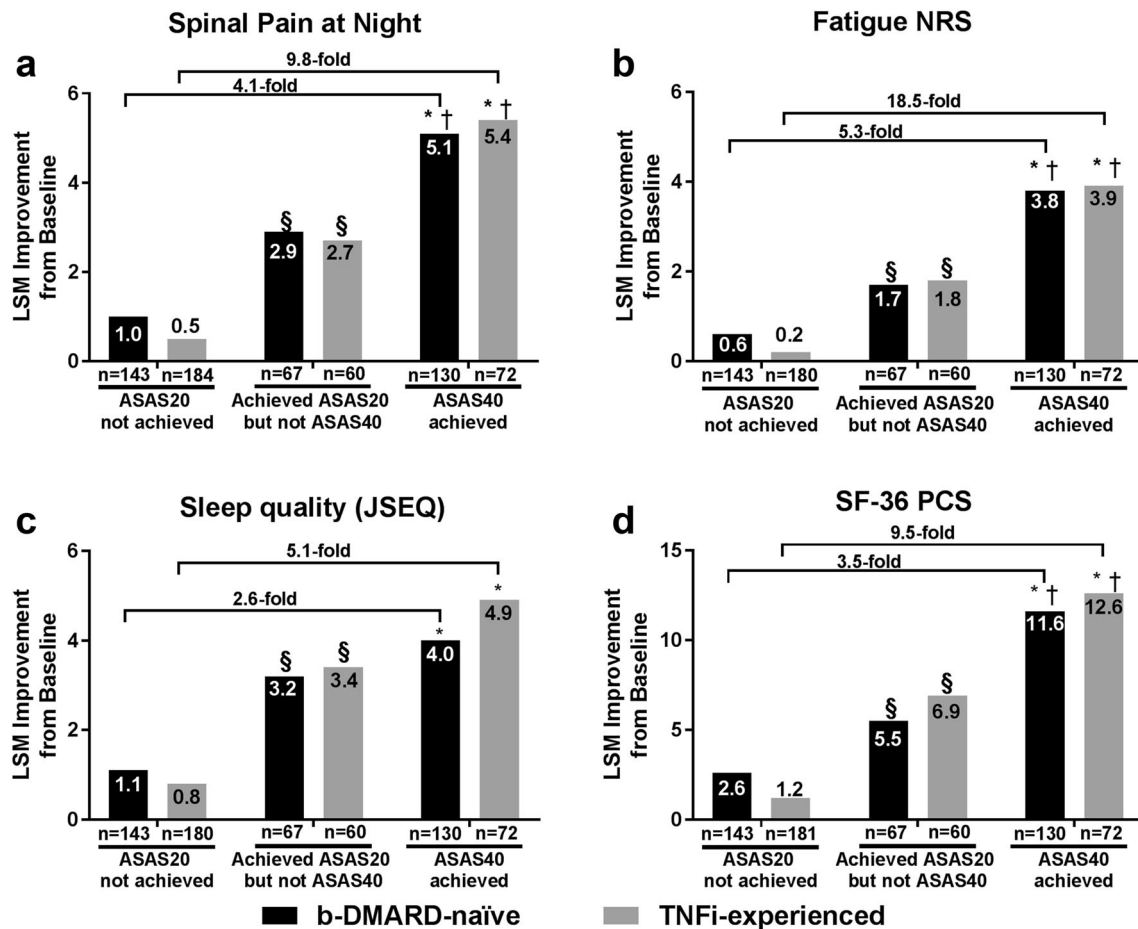 Spinal Pain at Night
a
9.8-fold
4.1-fold
LSM Improvement
from Baseline
6
4
2
0
1.0
0.5
§
2.9
§
2.7
* †
5.1
* †
5.4
n=143 n=184 n=67 n=60 n=130 n=72
ASAS20
not achieved
Achieved ASAS20
but not ASAS40
ASAS40
achieved
Fatigue NRS
b
18.5-fold
5.3-fold
LSM Improvement
from Baseline
6
4
2
0
0.6
0.2
§
1.7
§
1.8
* †
3.8
* †
3.9
n=143 n=180 n=67 n=60 n=130 n=72
ASAS20
not achieved
Achieved ASAS20
but not ASAS40
ASAS40
achieved
Sleep quality (JSEQ)
c
5.1-fold
2.6-fold
LSM Improvement
from Baseline
6
4
2
0
1.1
0.8
§
3.2
§
3.4
*
4.0
*
4.9
n=143 n=180 n=67 n=60 n=130 n=72
ASAS20
not achieved
Achieved ASAS20
but not ASAS40
ASAS40
achieved
SF-36 PCS
d
9.5-fold
3.5-fold
LSM Improvement
from Baseline
15
10
5
0
2.6
1.2
§
5.5
§
6.9
* †
11.6
* †
12.6
n=143 n=181 n=67 n=60 n=130 n=72
ASAS20
not achieved
Achieved ASAS20
but not ASAS40
ASAS40
achieved
b-DMARD-naïve
TNFi-experienced